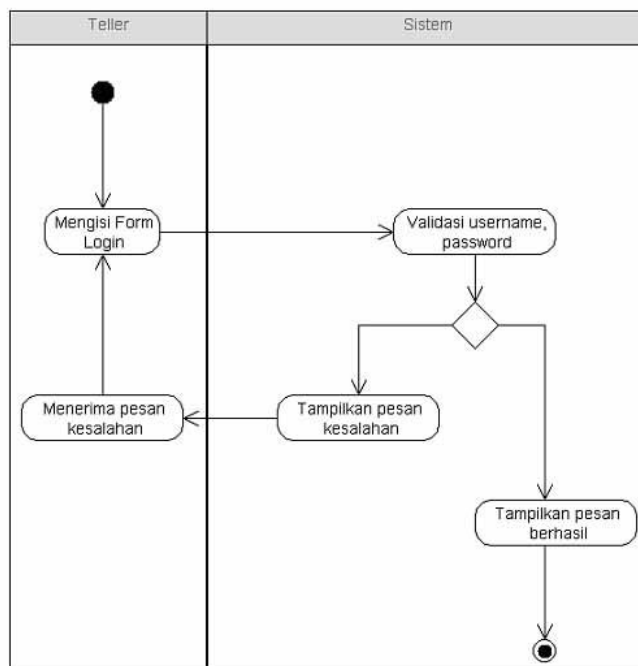 Teller
Sistem
Mengisi Form
Login
Validasi username,
password
Menerima pesan
kesalahan
Tampilkan pesan
kesalahan
Tampilkan pesan
berhasil